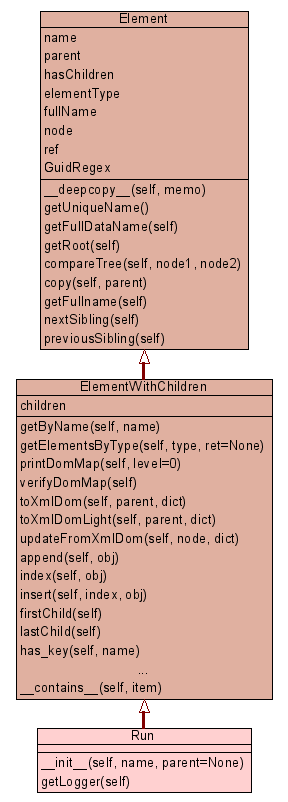 Element
name
parent
hasChildren
elementType
fullName
node
ref
GuidRegex
__deepcopy__(self, memo)
getUniqueName()
getFullDataName(self)
getRoot(self)
compareTree(self, node1, node2)
copy(self, parent)
getFullname(self)
nextSibling(self)
previousSibling(self)
ElementWithChildren
children
getByName(self, name)
getElementsByType(self, type, ret=None)
printDomMap(self, level=0)
verifyDomMap(self)
toXmlDom(self, parent, dict)
toXmlDomLight(self, parent, dict)
updateFromXmlDom(self, node, dict)
append(self, obj)
index(self, obj)
insert(self, index, obj)
firstChild(self)
lastChild(self)
has_key(self, name)
...
__contains__(self, item)
Run
__init__(self, name, parent=None)
getLogger(self)